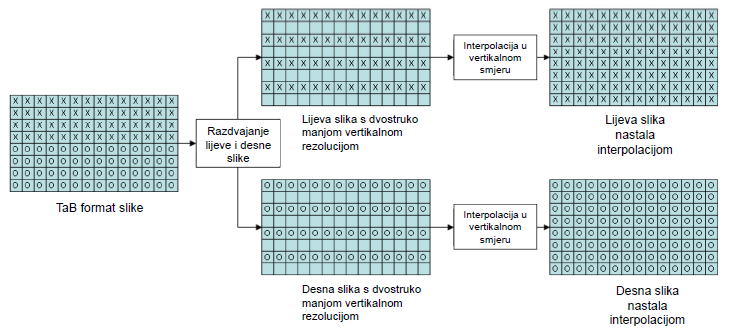 Interpolacija u
vertikalnom
smjeru
Razdvajanje
lijeve i desne
slike
Lijeva slika s dvostruko
manjom vertikalnom
rezolucijom
Lijeva slika
nastala
interpolacijom
TaB format slike
Interpolacija u
vertikalnom
smjeru
Desna slika s dvostruko
manjom vertikalnom
rezolucijom
Desna slika
nastala
interpolacijom